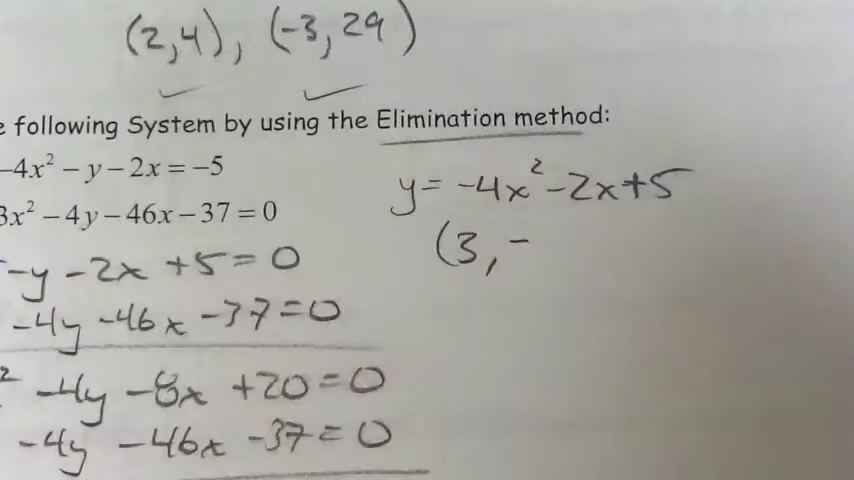 (2,4), (-3,29)
following System by using the Elimination method:
-4x² - y - 2x = -5
y = -4x² - 2x + 5
3x² - 4y - 46x - 37 = 0
(3, -
-y - 2x + 5 = 0
-4y - 46x - 37 = 0
² -4y - 8x + 20 = 0
-4y - 46x - 37 = 0